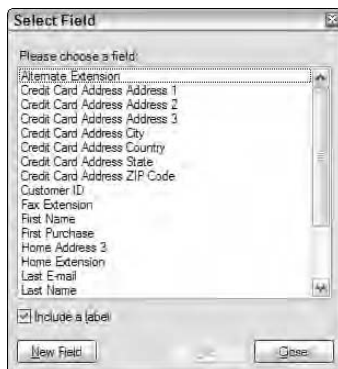 Select Field
Please choose a field:
Alternate Extension
Credit Card Address Address 1
Credit Card Address Address 2
Credit Card Address Address 3
Credit Card Address City
Credit Card Address Country
Credit Card Address State
Credit Card Address ZIP Code
Customer ID
Fax Extension
First Name
First Purchase
Home Address 3
Home Extension
Last E-mail
Last Name
Include a label
New Field
Close